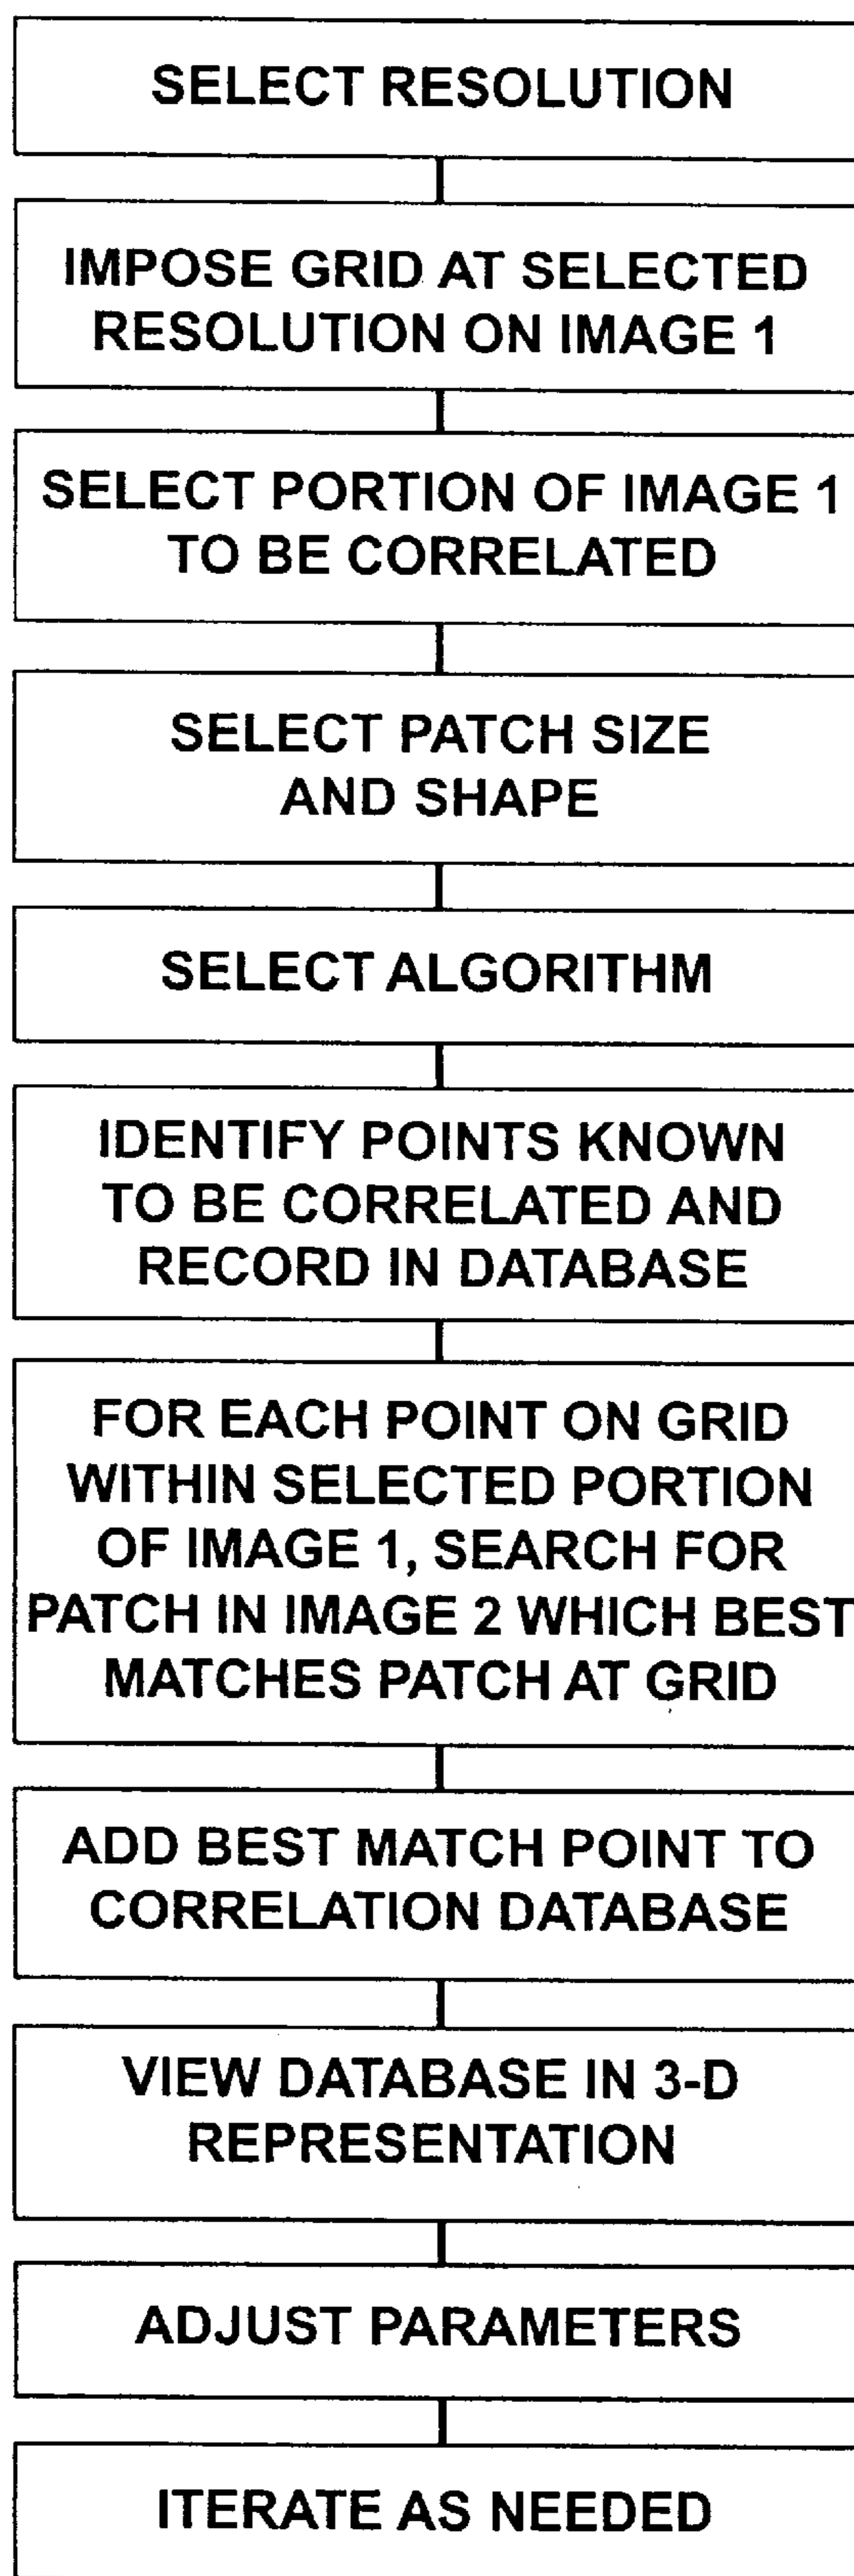 SELECT RESOLUTION
IMPOSE GRID AT SELECTED
RESOLUTION ON IMAGE 1
SELECT PORTION OF IMAGE 1
TO BE CORRELATED
SELECT PATCH SIZE
AND SHAPE
SELECT ALGORITHM
IDENTIFY POINTS KNOWN
TO BE CORRELATED AND
RECORD IN DATABASE
FOR EACH POINT ON GRID
WITHIN SELECTED PORTION
OF IMAGE 1, SEARCH FOR
PATCH IN IMAGE 2 WHICH BEST
MATCHES PATCH AT GRID
ADD BEST MATCH POINT TO
CORRELATION DATABASE
VIEW DATABASE IN 3-D
REPRESENTATION
ADJUST PARAMETERS
ITERATE AS NEEDED